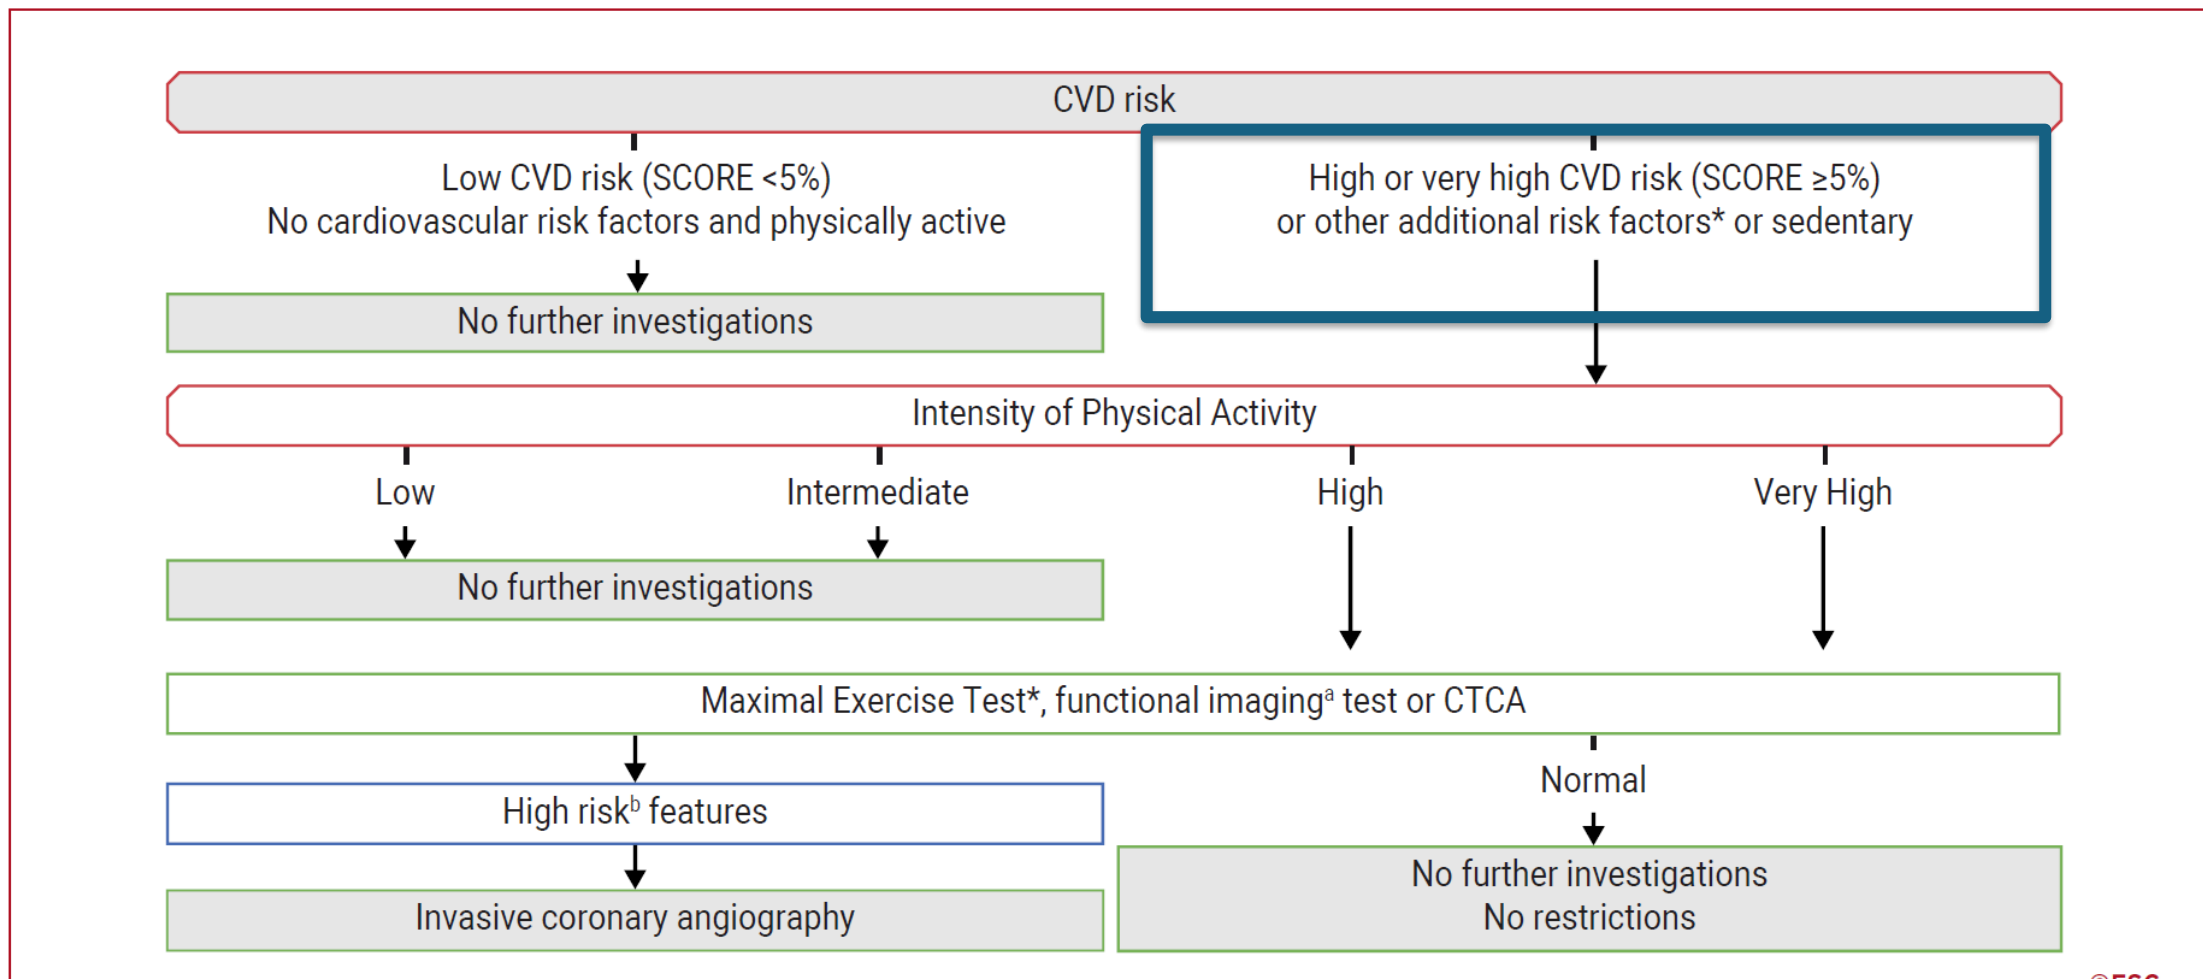 CVD risk
Low CVD risk (SCORE <5%)
No cardiovascular risk factors and physically active
High or very high CVD risk (SCORE ≥5%)
or other additional risk factors* or sedentary
No further investigations
Intensity of Physical Activity
Low
Intermediate
High
Very High
No further investigations
Maximal Exercise Test*, functional imagingᵃ test or CTCA
High riskᵇ features
Normal
Invasive coronary angiography
No further investigations
No restrictions